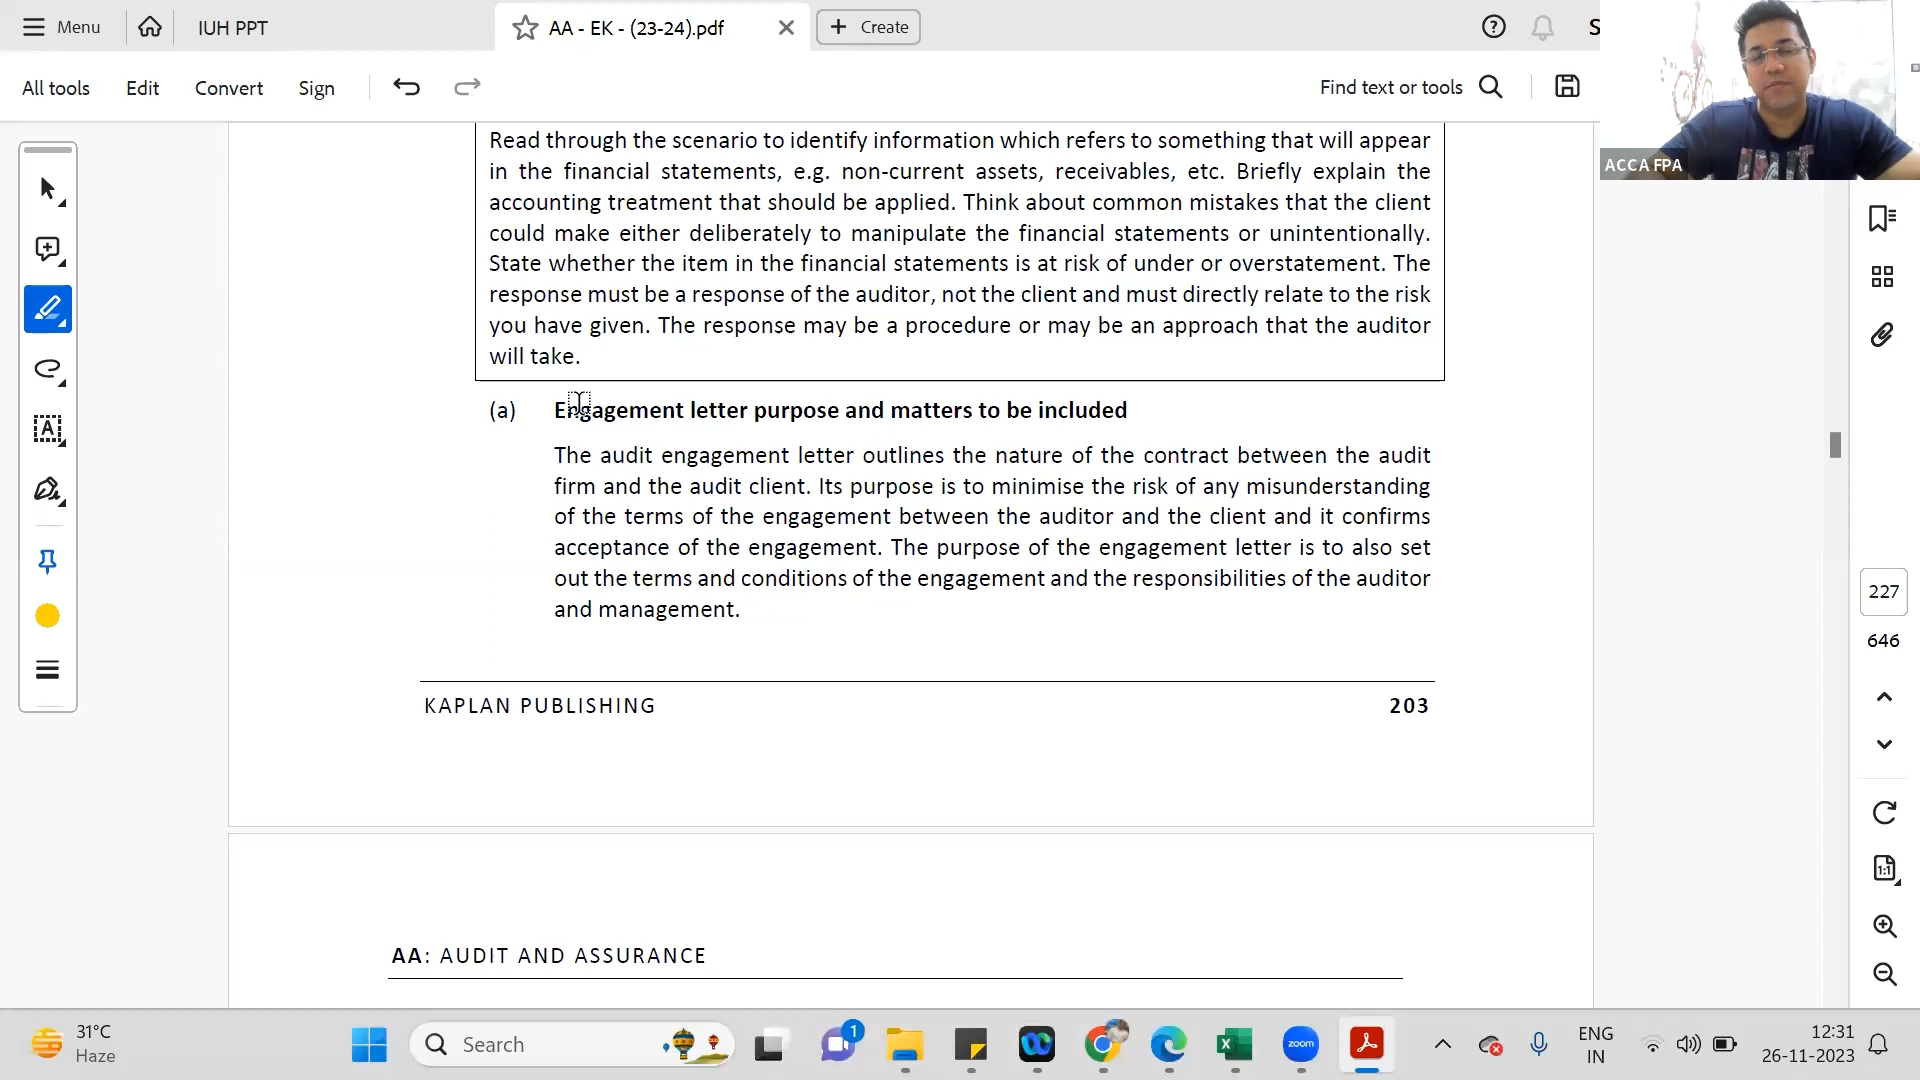 Menu
IUH PPT
AA - EK - (23-24).pdf
Create
S
All tools
Edit
Convert
Sign
Find text or tools
ACCA FPA
Read through the scenario to identify information which refers to something that will appear
in the financial statements, e.g. non-current assets, receivables, etc. Briefly explain the
accounting treatment that should be applied. Think about common mistakes that the client
could make either deliberately to manipulate the financial statements or unintentionally.
State whether the item in the financial statements is at risk of under or overstatement. The
response must be a response of the auditor, not the client and must directly relate to the risk
you have given. The response may be a procedure or may be an approach that the auditor
will take.
(a) Engagement letter purpose and matters to be included
The audit engagement letter outlines the nature of the contract between the audit
firm and the audit client. Its purpose is to minimise the risk of any misunderstanding
of the terms of the engagement between the auditor and the client and it confirms
acceptance of the engagement. The purpose of the engagement letter is to also set
out the terms and conditions of the engagement and the responsibilities of the auditor
and management.
KAPLAN PUBLISHING 203
227
646
1:1
AA: AUDIT AND ASSURANCE
31°C
Haze
Search
1
zoom
ENG
IN
12:31
26-11-2023